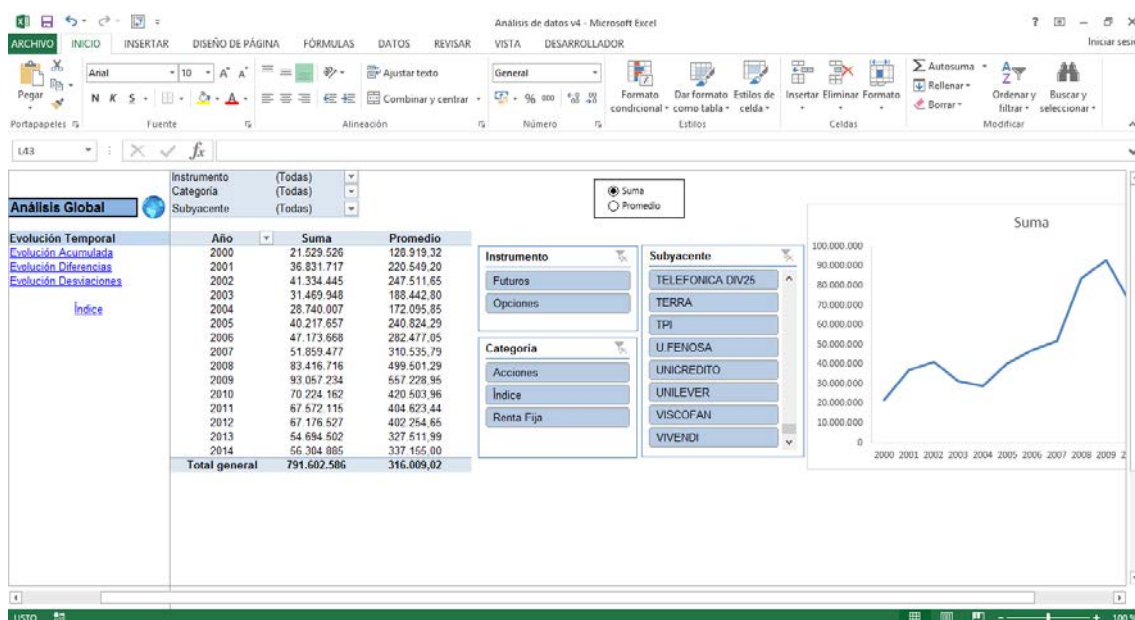 Análisis de datos v4 - Microsoft Excel
ARCHIVO INICIO INSERTAR DISEÑO DE PÁGINA FÓRMULAS DATOS REVISAR VISTA DESARROLLADOR Iniciar sesi
Pegar
Arial 10
N K S
Ajustar texto
Combinar y centrar
General
% 000
Formato condicional
Dar formato como tabla
Estilos de celda
Insertar Eliminar Formato
Autosuma
Rellenar
Borrar
Ordenar y filtrar
Buscar y seleccionar
Portapapeles Fuente Alineación Número Estilos Celdas Modificar
L43 fx
Análisis Global
Evolución Temporal
Evolución Acumulada
Evolución Diferencias
Evolución Desviaciones
Índice
Instrumento (Todas)
Categoría (Todas)
Subyacente (Todas)
Año Suma Promedio
2000 21.529.526 128.919,32
2001 36.831.717 220.549,20
2002 41.334.445 247.511,65
2003 31.469.948 188.442,80
2004 28.740.007 172.095,85
2005 40.217.657 240.824,29
2006 47.173.668 282.477,05
2007 51.859.477 310.535,79
2008 83.416.716 499.501,29
2009 93.057.234 557.228,95
2010 70.224.162 420.503,96
2011 67.572.115 404.623,44
2012 67.176.527 402.254,65
2013 54.694.502 327.511,99
2014 56.304.885 337.155,00
Total general 791.602.586 316.009,02
Suma
Promedio
Instrumento
Futuros
Opciones
Categoría
Acciones
Índice
Renta Fija
Subyacente
TELEFONICA DIV25
TERRA
TPI
U.FENOSA
UNICREDITO
UNILEVER
VISCOFAN
VIVENDI
Suma
100.000.000
90.000.000
80.000.000
70.000.000
60.000.000
50.000.000
40.000.000
30.000.000
20.000.000
10.000.000
0
2000 2001 2002 2003 2004 2005 2006 2007 2008 2009 2
LISTO 100 %